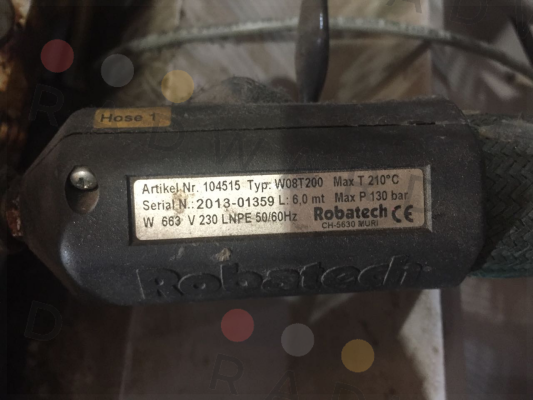 Hose 1
Artikel Nr. 104515 Typ: W08T200 Max T 210°C
Serial N.: 2013-01359 L: 6,0 mt Max P 130 bar
W 663 V 230 LNPE 50/60Hz Robatech CE
CH-5630 MURI
Robatech